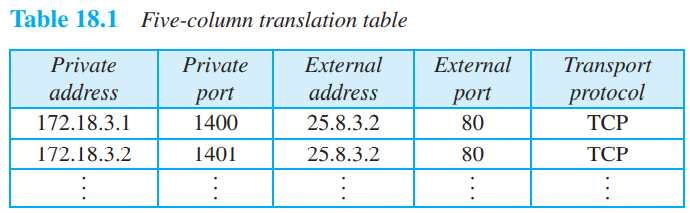 Table 18.1 Five-column translation table
Private address Private port External address External port Transport protocol
172.18.3.1 1400 25.8.3.2 80 TCP
172.18.3.2 1401 25.8.3.2 80 TCP
⋮ ⋮ ⋮ ⋮ ⋮